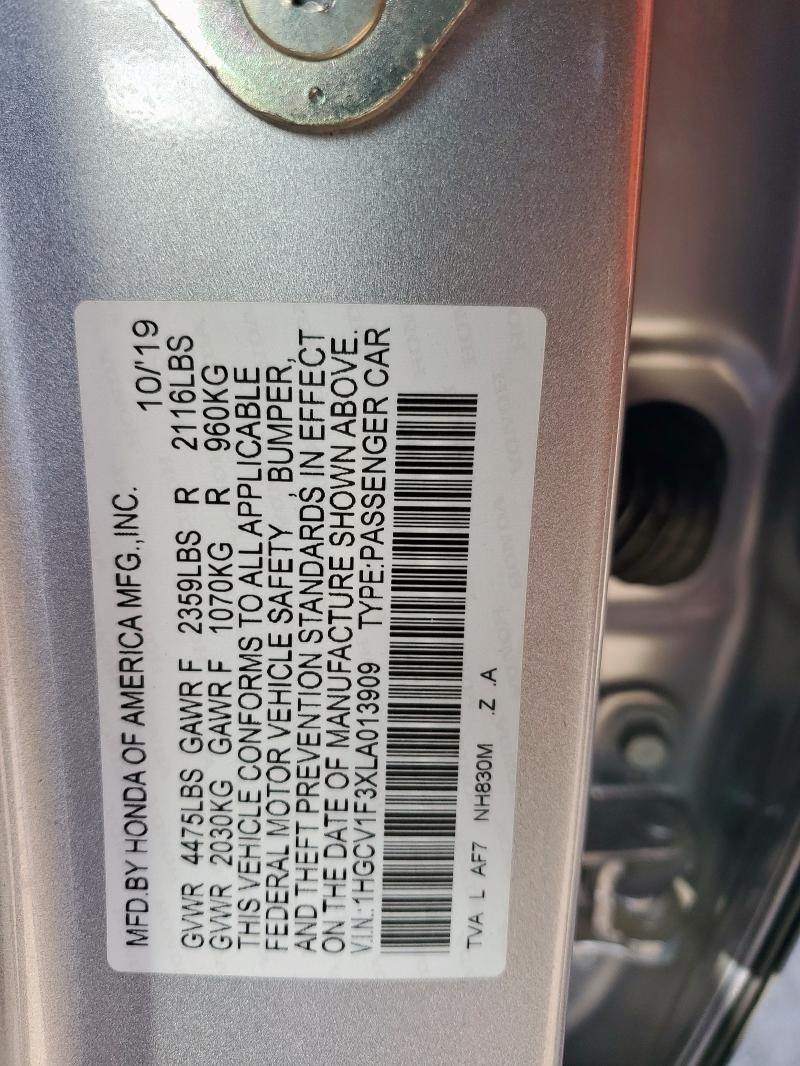 MFD.BY HONDA OF AMERICA MFG.,INC. 10/'19
GVWR 4475LBS GAWR F 2359LBS R 2116LBS
GVWR 2030KG GAWR F 1070KG R 960KG
THIS VEHICLE CONFORMS TO ALL APPLICABLE
FEDERAL MOTOR VEHICLE SAFETY , BUMPER,
AND THEFT PREVENTION STANDARDS IN EFFECT
ON THE DATE OF MANUFACTURE SHOWN ABOVE.
V.I.N.:1HGCV1F3XLA013909 TYPE:PASSENGER CAR
TVA L AF7 NH830M .Z .A